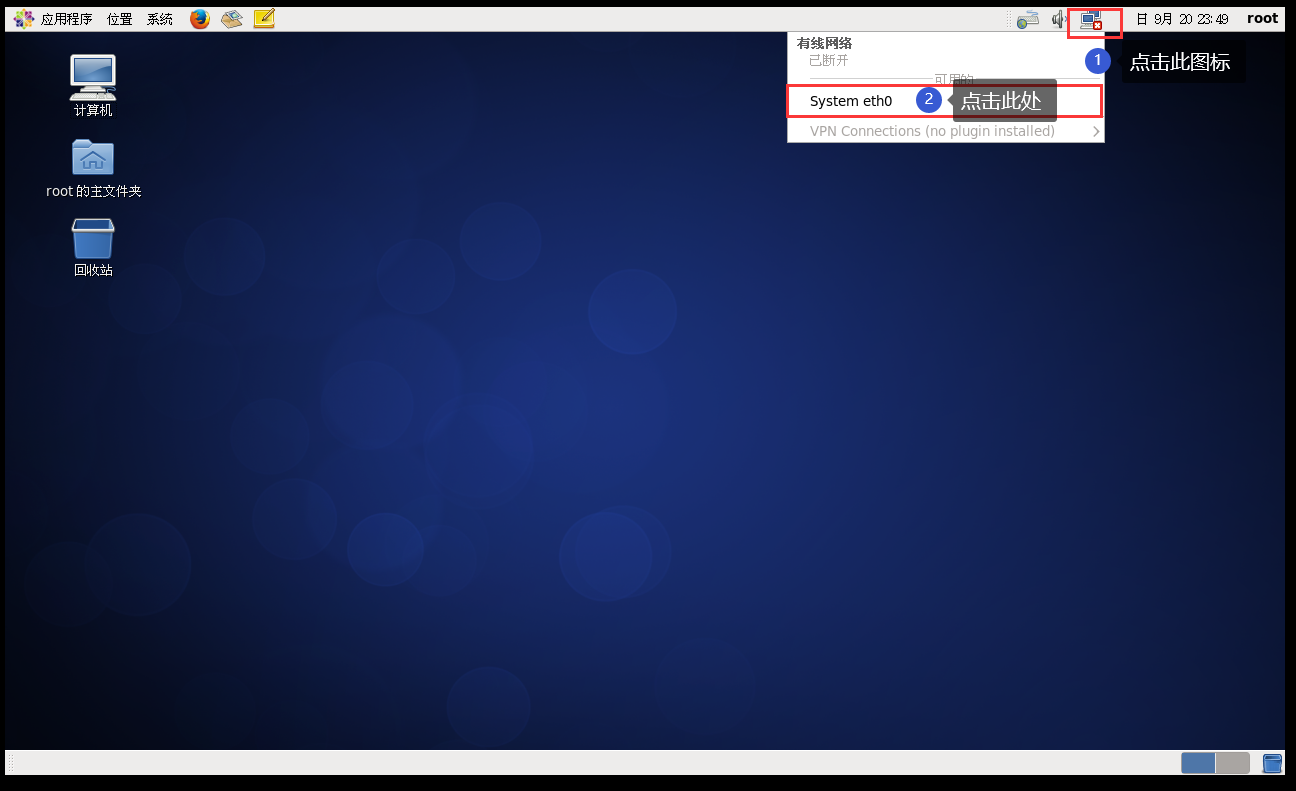 应用程序 位置 系统
日 9月 20 23:49 root
有线网络
已断开
1 点击此图标
可用的
System eth0 2 点击此处
VPN Connections (no plugin installed)
计算机
root 的主文件夹
回收站